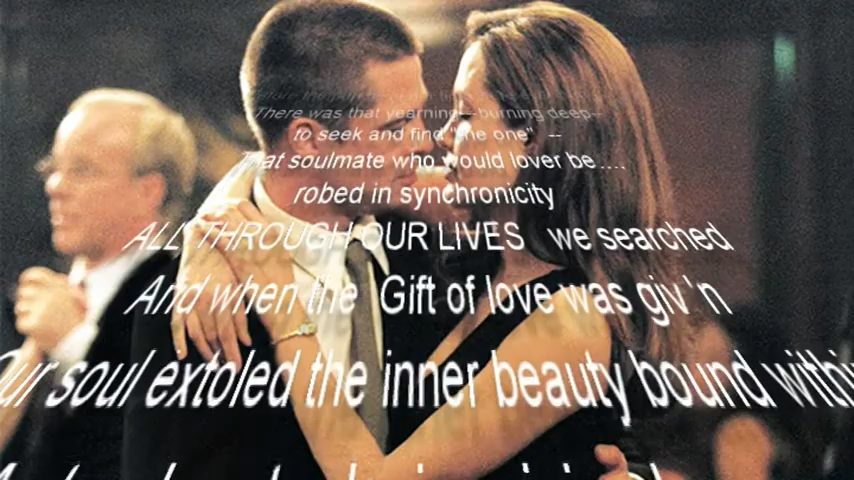 There was that yearning--burning deep--
to seek and find "the one" --
That soulmate who would lover be ....
robed in synchronicity
ALL THROUGH OUR LIVES we searched
And when the Gift of love was giv'n
Our soul extoled the inner beauty bound within